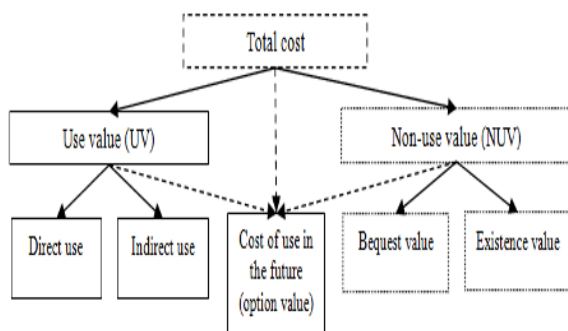 Total cost
Use value (UV)
Non-use value (NUV)
Direct use
Indirect use
Cost of use in
the future
(option value)
Bequest value
Existence value